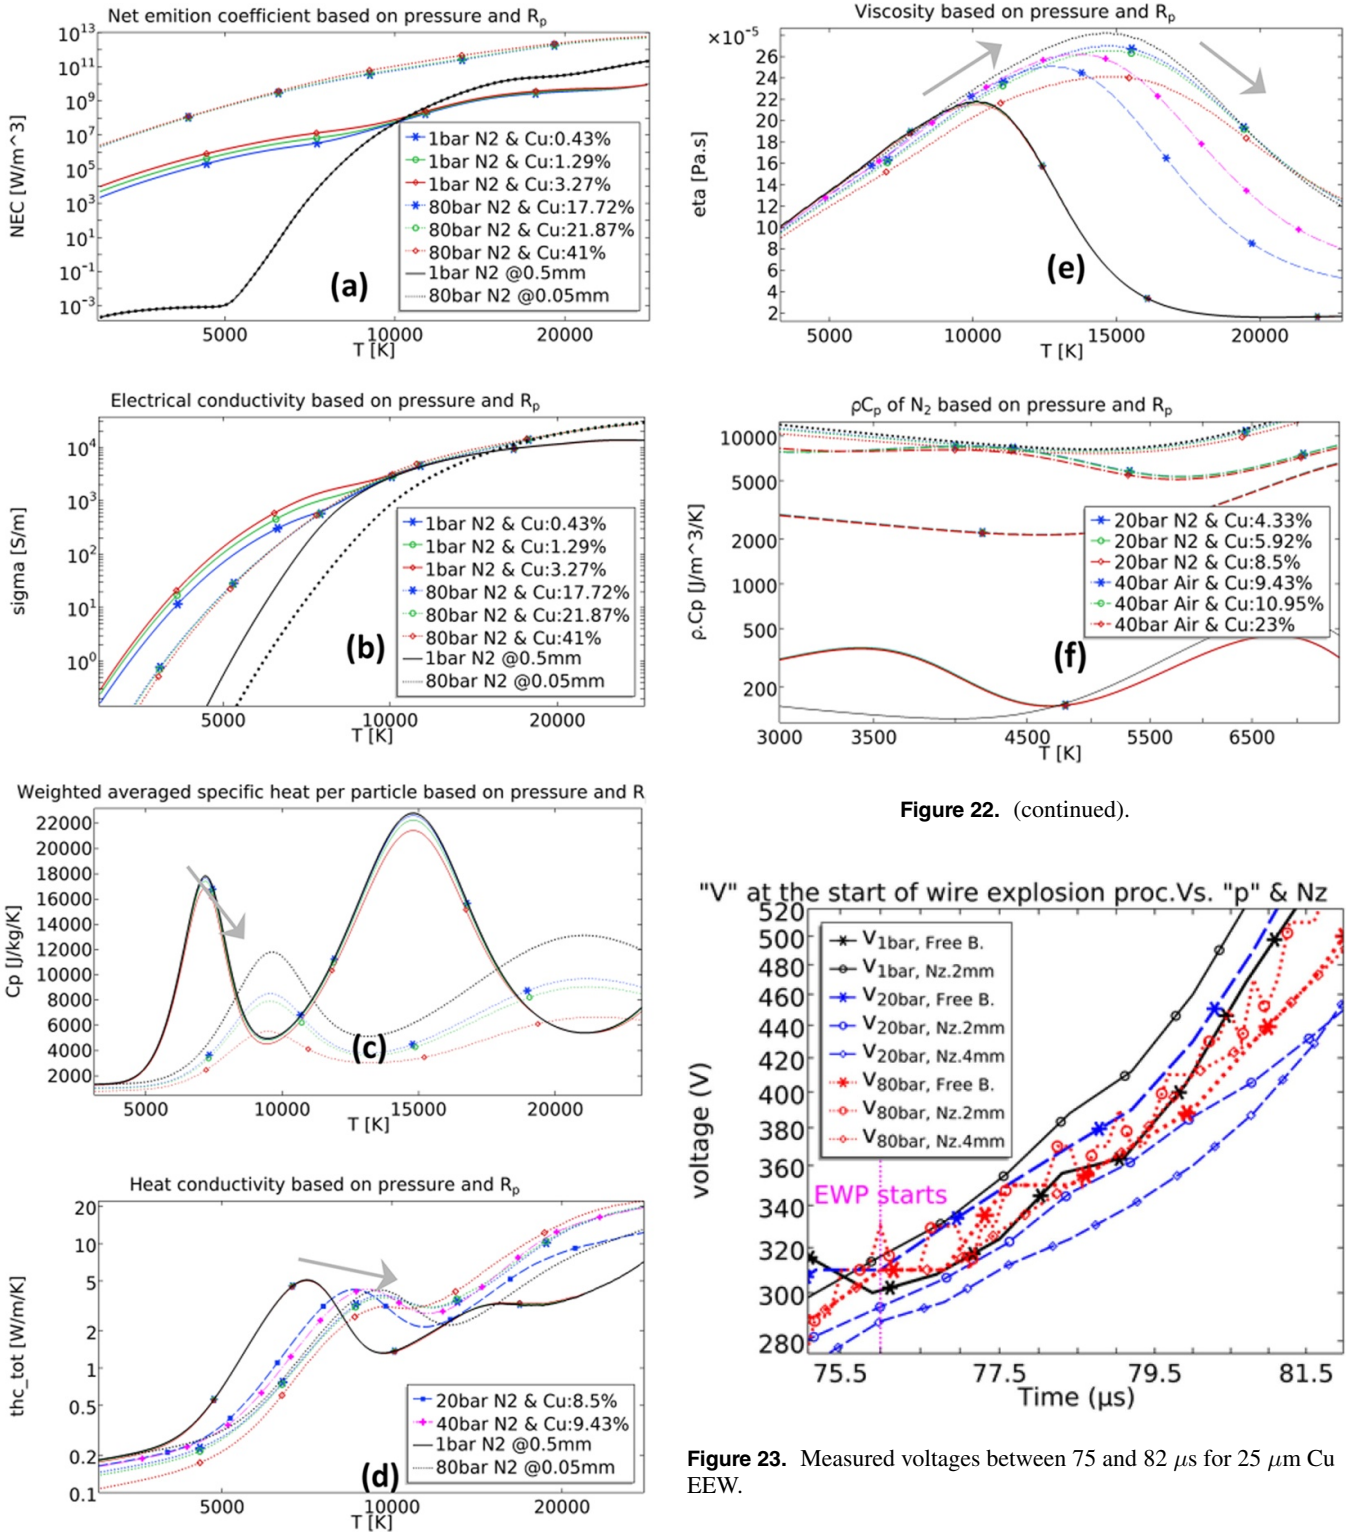 Net emition coefficient based on pressure and Rp
10^13
10^11
10^9
10^7
10^5
10^3
10^1
10^-1
10^-3
NEC [W/m^3]
1bar N2 & Cu:0.43%
1bar N2 & Cu:1.29%
1bar N2 & Cu:3.27%
80bar N2 & Cu:17.72%
80bar N2 & Cu:21.87%
80bar N2 & Cu:41%
1bar N2 @0.5mm
80bar N2 @0.05mm
(a)
5000 10000 20000
T [K]
Electrical conductivity based on pressure and Rp
10^4
10^3
10^2
10^1
10^0
sigma [S/m]
1bar N2 & Cu:0.43%
1bar N2 & Cu:1.29%
1bar N2 & Cu:3.27%
80bar N2 & Cu:17.72%
80bar N2 & Cu:21.87%
80bar N2 & Cu:41%
1bar N2 @0.5mm
80bar N2 @0.05mm
(b)
5000 10000 20000
T [K]
Weighted averaged specific heat per particle based on pressure and R
22000
20000
18000
16000
14000
12000
10000
8000
6000
4000
2000
Cp [J/kg/K]
(c)
5000 10000 15000 20000
T [K]
Heat conductivity based on pressure and Rp
20
10
5
2
1
0.5
0.2
0.1
thc_tot [W/m/K]
20bar N2 & Cu:8.5%
40bar N2 & Cu:9.43%
1bar N2 @0.5mm
80bar N2 @0.05mm
(d)
5000 10000 20000
T [K]
Viscosity based on pressure and Rp
×10^-5
26
24
22
20
18
16
14
12
10
8
6
4
2
eta [Pa.s]
(e)
5000 10000 15000 20000
T [K]
ρCp of N2 based on pressure and Rp
10000
5000
2000
1000
500
200
ρ.Cp [J/m^3/K]
20bar N2 & Cu:4.33%
20bar N2 & Cu:5.92%
20bar N2 & Cu:8.5%
40bar Air & Cu:9.43%
40bar Air & Cu:10.95%
40bar Air & Cu:23%
(f)
3000 3500 4500 5500 6500
T [K]
Figure 22. (continued).
"V" at the start of wire explosion proc.Vs. "p" & Nz
520
500
480
460
440
420
400
380
360
340
320
300
280
voltage (V)
V1bar, Free B.
V1bar, Nz.2mm
V20bar, Free B.
V20bar, Nz.2mm
V20bar, Nz.4mm
V80bar, Free B.
V80bar, Nz.2mm
V80bar, Nz.4mm
EWP starts
75.5 77.5 79.5 81.5
Time (μs)
Figure 23. Measured voltages between 75 and 82 μs for 25 μm Cu
EEW.